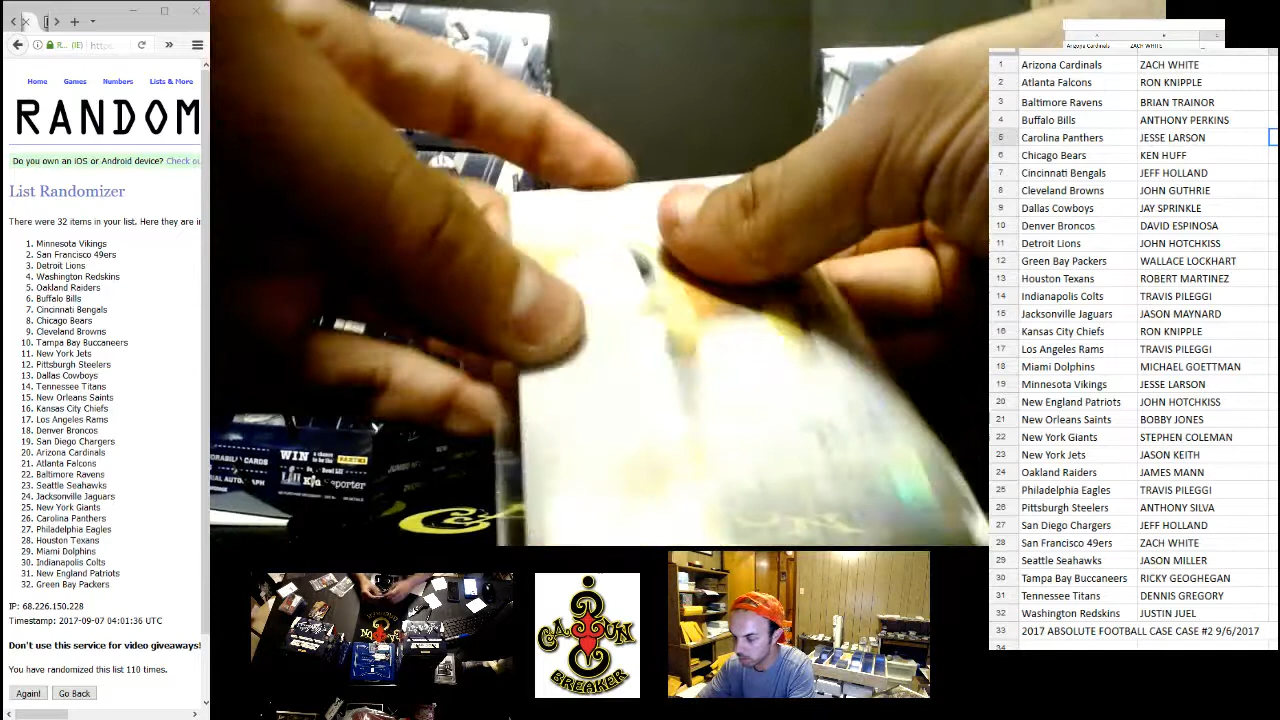 R... (IE)
https:
Home Games Numbers Lists & More
RANDOM
Do you own an iOS or Android device? Check ou
List Randomizer
There were 32 items in your list. Here they are i
1. Minnesota Vikings
2. San Francisco 49ers
3. Detroit Lions
4. Washington Redskins
5. Oakland Raiders
6. Buffalo Bills
7. Cincinnati Bengals
8. Chicago Bears
9. Cleveland Browns
10. Tampa Bay Buccaneers
11. New York Jets
12. Pittsburgh Steelers
13. Dallas Cowboys
14. Tennessee Titans
15. New Orleans Saints
16. Kansas City Chiefs
17. Los Angeles Rams
18. Denver Broncos
19. San Diego Chargers
20. Arizona Cardinals
21. Atlanta Falcons
22. Baltimore Ravens
23. Seattle Seahawks
24. Jacksonville Jaguars
25. New York Giants
26. Carolina Panthers
27. Philadelphia Eagles
28. Houston Texans
29. Miami Dolphins
30. Indianapolis Colts
31. New England Patriots
32. Green Bay Packers
IP: 68.226.150.228
Timestamp: 2017-09-07 04:01:36 UTC
Don't use this service for video giveaways!
You have randomized this list 110 times.
Again! Go Back
WIN
PANINI
LII
CAJUN
BREAKER
Arizona Cardinals ZACH WHITE
1 Arizona Cardinals ZACH WHITE
2 Atlanta Falcons RON KNIPPLE
3 Baltimore Ravens BRIAN TRAINOR
4 Buffalo Bills ANTHONY PERKINS
5 Carolina Panthers JESSE LARSON
6 Chicago Bears KEN HUFF
7 Cincinnati Bengals JEFF HOLLAND
8 Cleveland Browns JOHN GUTHRIE
9 Dallas Cowboys JAY SPRINKLE
10 Denver Broncos DAVID ESPINOSA
11 Detroit Lions JOHN HOTCHKISS
12 Green Bay Packers WALLACE LOCKHART
13 Houston Texans ROBERT MARTINEZ
14 Indianapolis Colts TRAVIS PILEGGI
15 Jacksonville Jaguars JASON MAYNARD
16 Kansas City Chiefs RON KNIPPLE
17 Los Angeles Rams TRAVIS PILEGGI
18 Miami Dolphins MICHAEL GOETTMAN
19 Minnesota Vikings JESSE LARSON
20 New England Patriots JOHN HOTCHKISS
21 New Orleans Saints BOBBY JONES
22 New York Giants STEPHEN COLEMAN
23 New York Jets JASON KEITH
24 Oakland Raiders JAMES MANN
25 Philadelphia Eagles TRAVIS PILEGGI
26 Pittsburgh Steelers ANTHONY SILVA
27 San Diego Chargers JEFF HOLLAND
28 San Francisco 49ers ZACH WHITE
29 Seattle Seahawks JASON MILLER
30 Tampa Bay Buccaneers RICKY GEOGHEGAN
31 Tennessee Titans DENNIS GREGORY
32 Washington Redskins JUSTIN JUEL
33 2017 ABSOLUTE FOOTBALL CASE CASE #2 9/6/2017
34